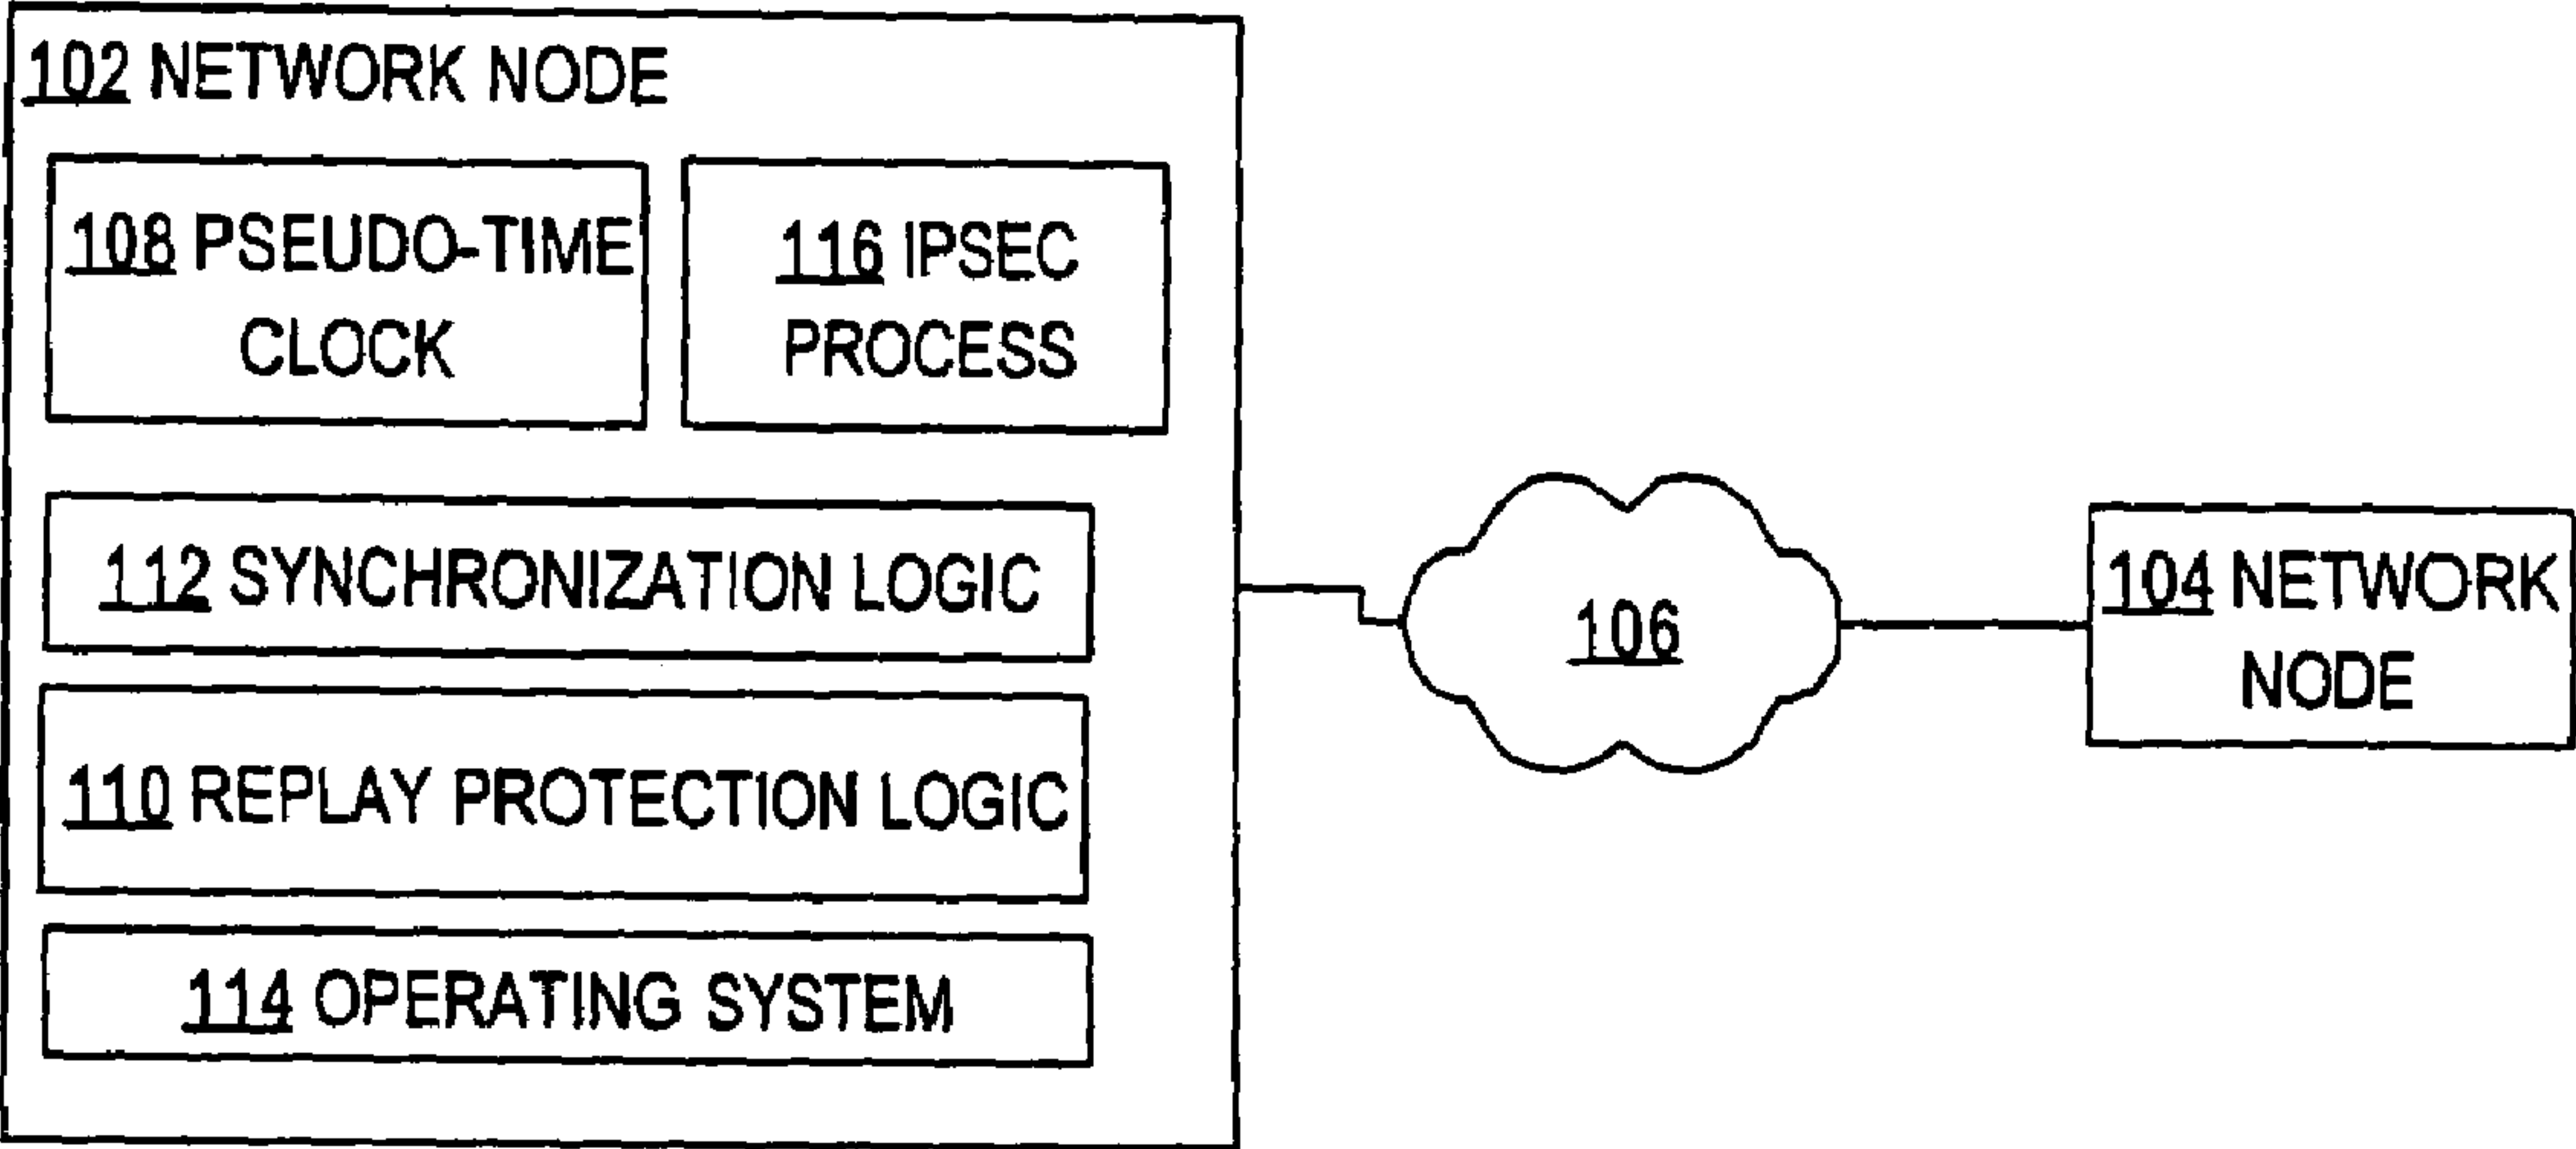 102 NETWORK NODE
108 PSEUDO-TIME
CLOCK
116 IPSEC
PROCESS
112 SYNCHRONIZATION LOGIC
110 REPLAY PROTECTION LOGIC
114 OPERATING SYSTEM
106
104 NETWORK
NODE